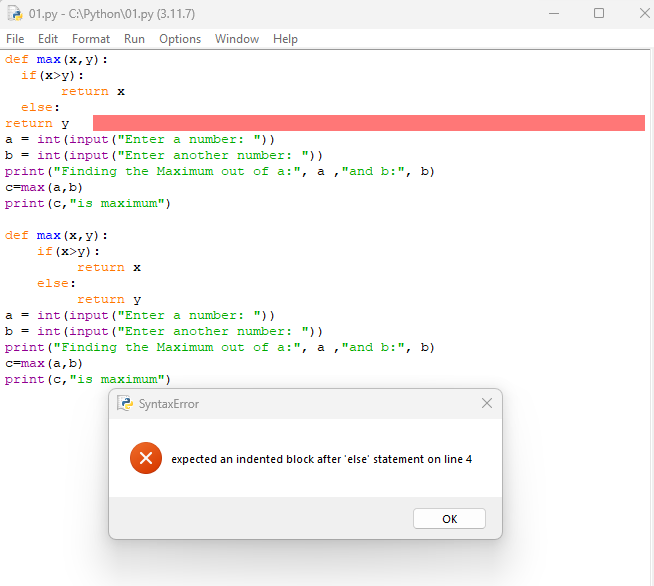 01.py - C:\Python\01.py (3.11.7)
File Edit Format Run Options Window Help
def max(x,y):
  if(x>y):
       return x
  else:
return y
a = int(input("Enter a number: "))
b = int(input("Enter another number: "))
print("Finding the Maximum out of a:", a ,"and b:", b)
c=max(a,b)
print(c,"is maximum")

def max(x,y):
    if(x>y):
         return x
    else:
         return y
a = int(input("Enter a number: "))
b = int(input("Enter another number: "))
print("Finding the Maximum out of a:", a ,"and b:", b)
c=max(a,b)
print(c,"is maximum")
SyntaxError
expected an indented block after 'else' statement on line 4
OK